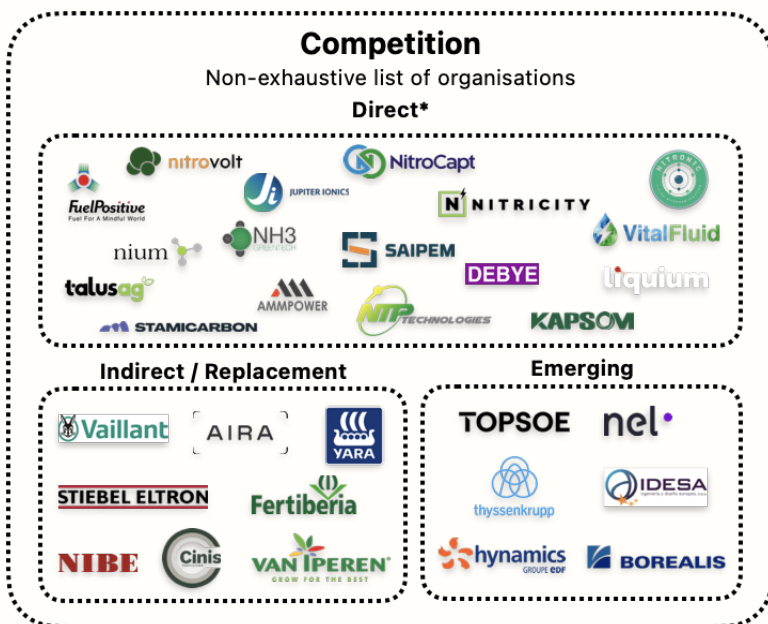 Competition
Non-exhaustive list of organisations
Direct*
nitrovolt
NitroCapt
NITRONIC
FuelPositive
Fuel For A Mindful World
JUPITER IONICS
NITRICITY
nium
NH3
GREENTECH
SAIPEM
VitalFluid
DEBYE
liquium
talusag
AMMPOWER
NTP TECHNOLOGIES
STAMICARBON
KAPSOM
Indirect / Replacement
Vaillant
AIRA
YARA
STIEBEL ELTRON
Fertiberia
NIBE
Cinis
VAN IPEREN
GROW FOR THE BEST
Emerging
TOPSOE
nel
thyssenkrupp
IDESA
hynamics
GROUPE EDF
BOREALIS